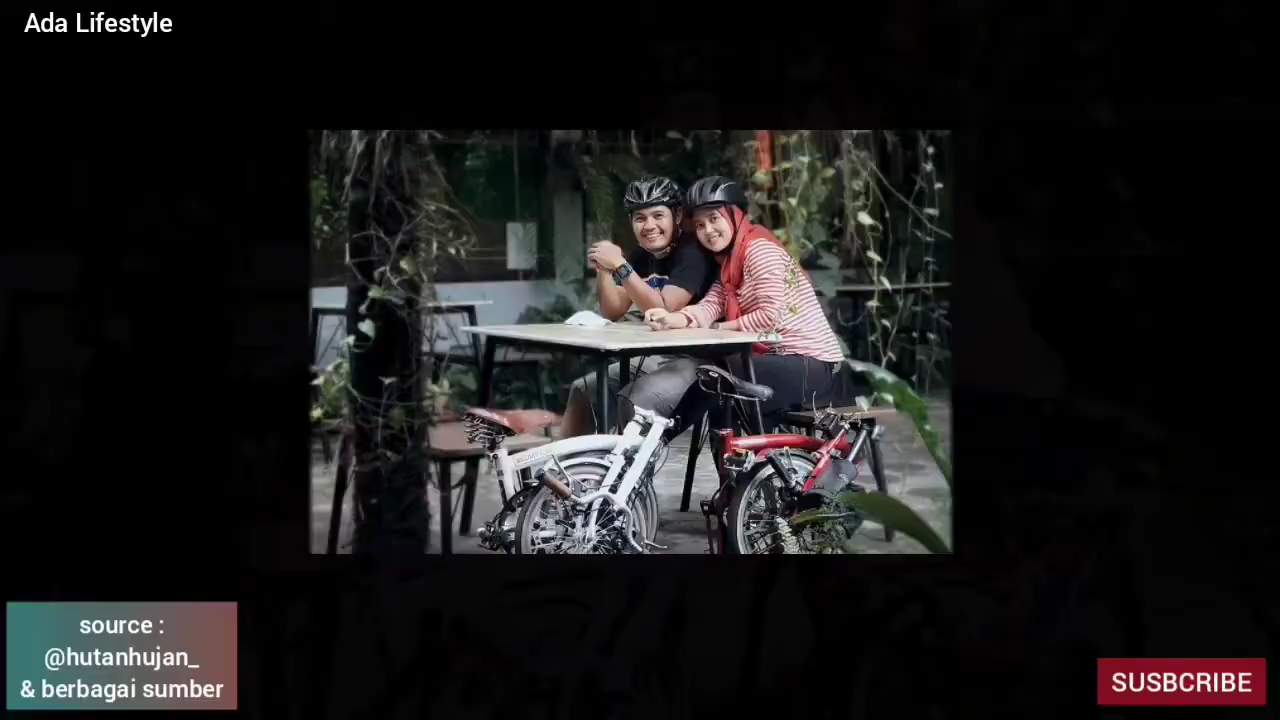 Ada Lifestyle
source :
@hutanhujan_
& berbagai sumber
SUSBCRIBE